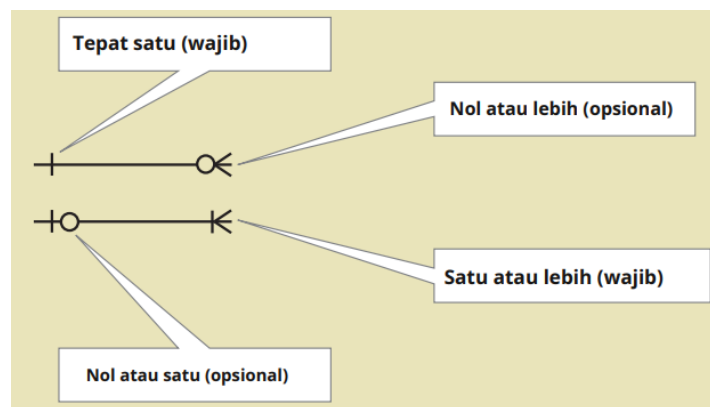 Tepat satu (wajib)
Nol atau lebih (opsional)
Satu atau lebih (wajib)
Nol atau satu (opsional)